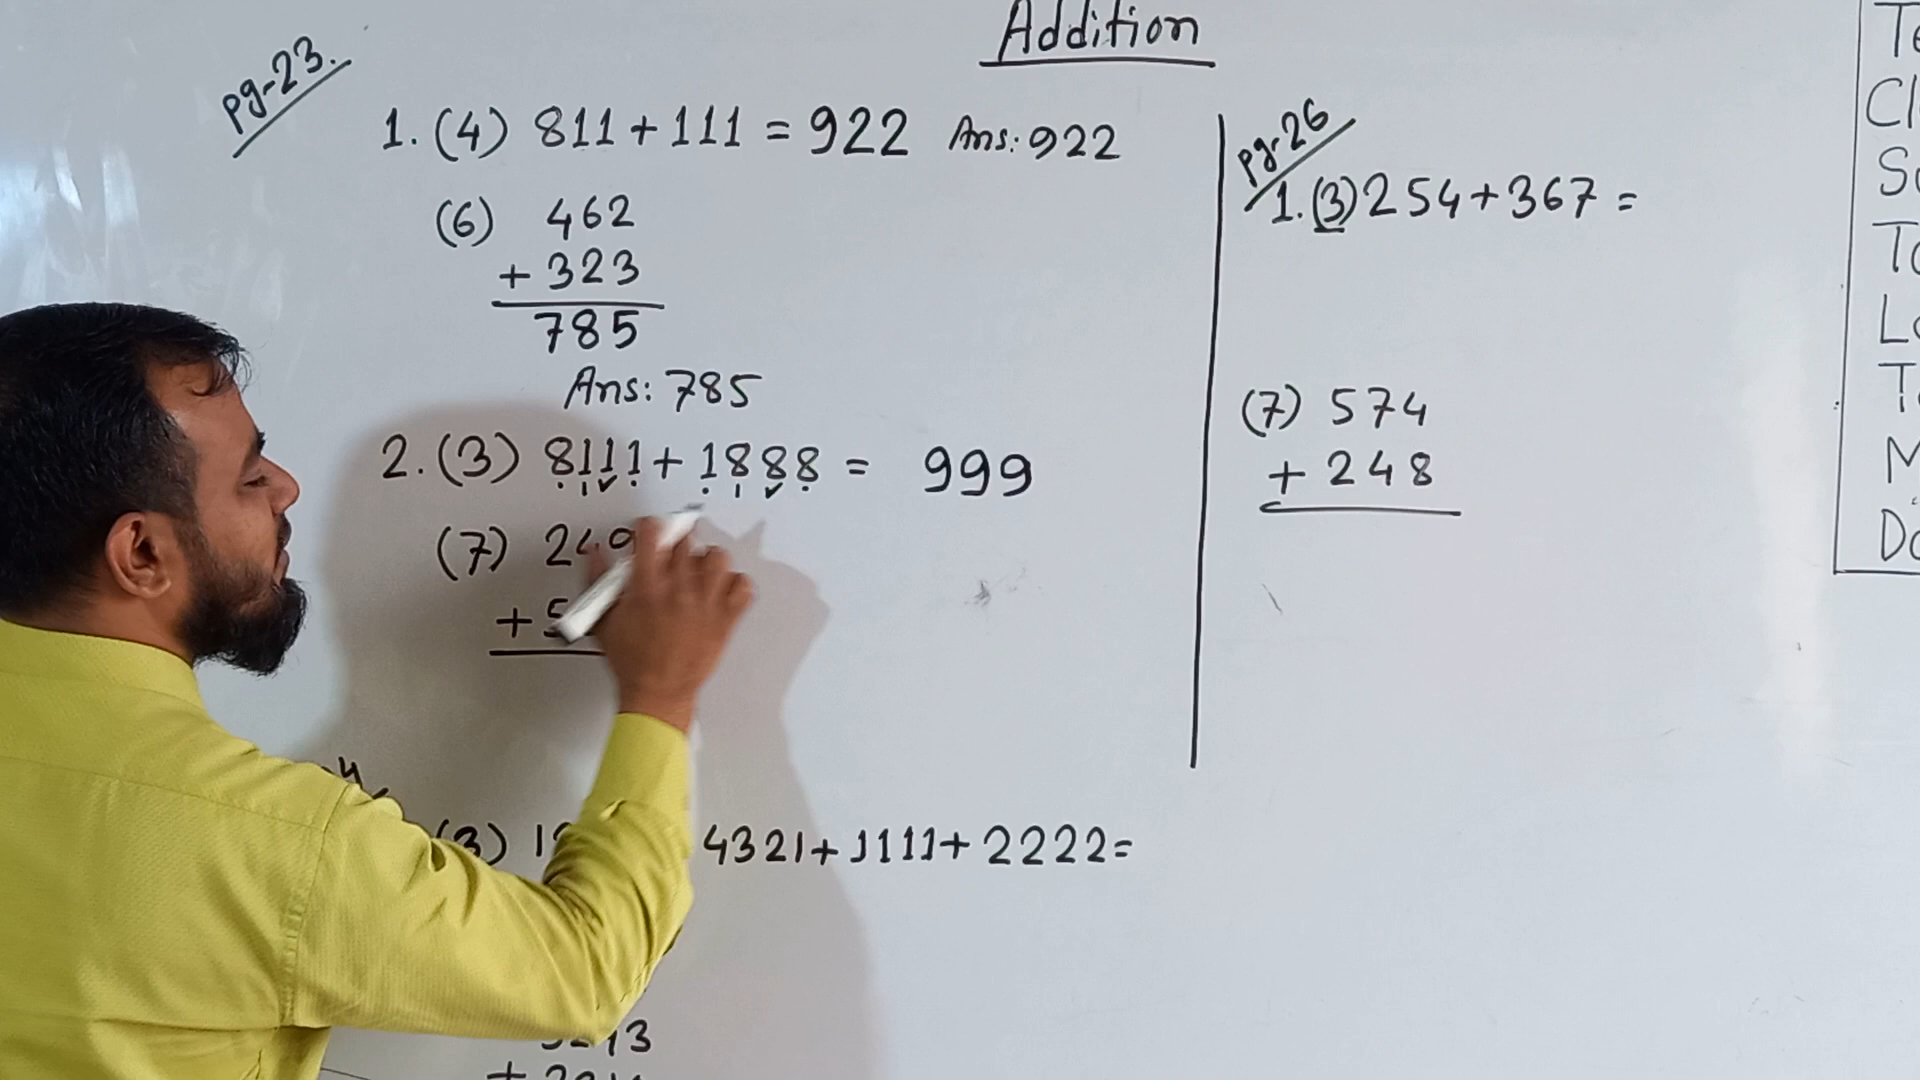 Addition
pg-23.
1. (4) 811 + 111 = 922 Ans: 922
(6) 462
+ 323
785
Ans: 785
2. (3) 8111 + 1888 = 999
(7)
+
(3) 4321 + 1111 + 2222 =
+
pg-26
1. (3) 254 + 367 =
(7) 574
+ 248